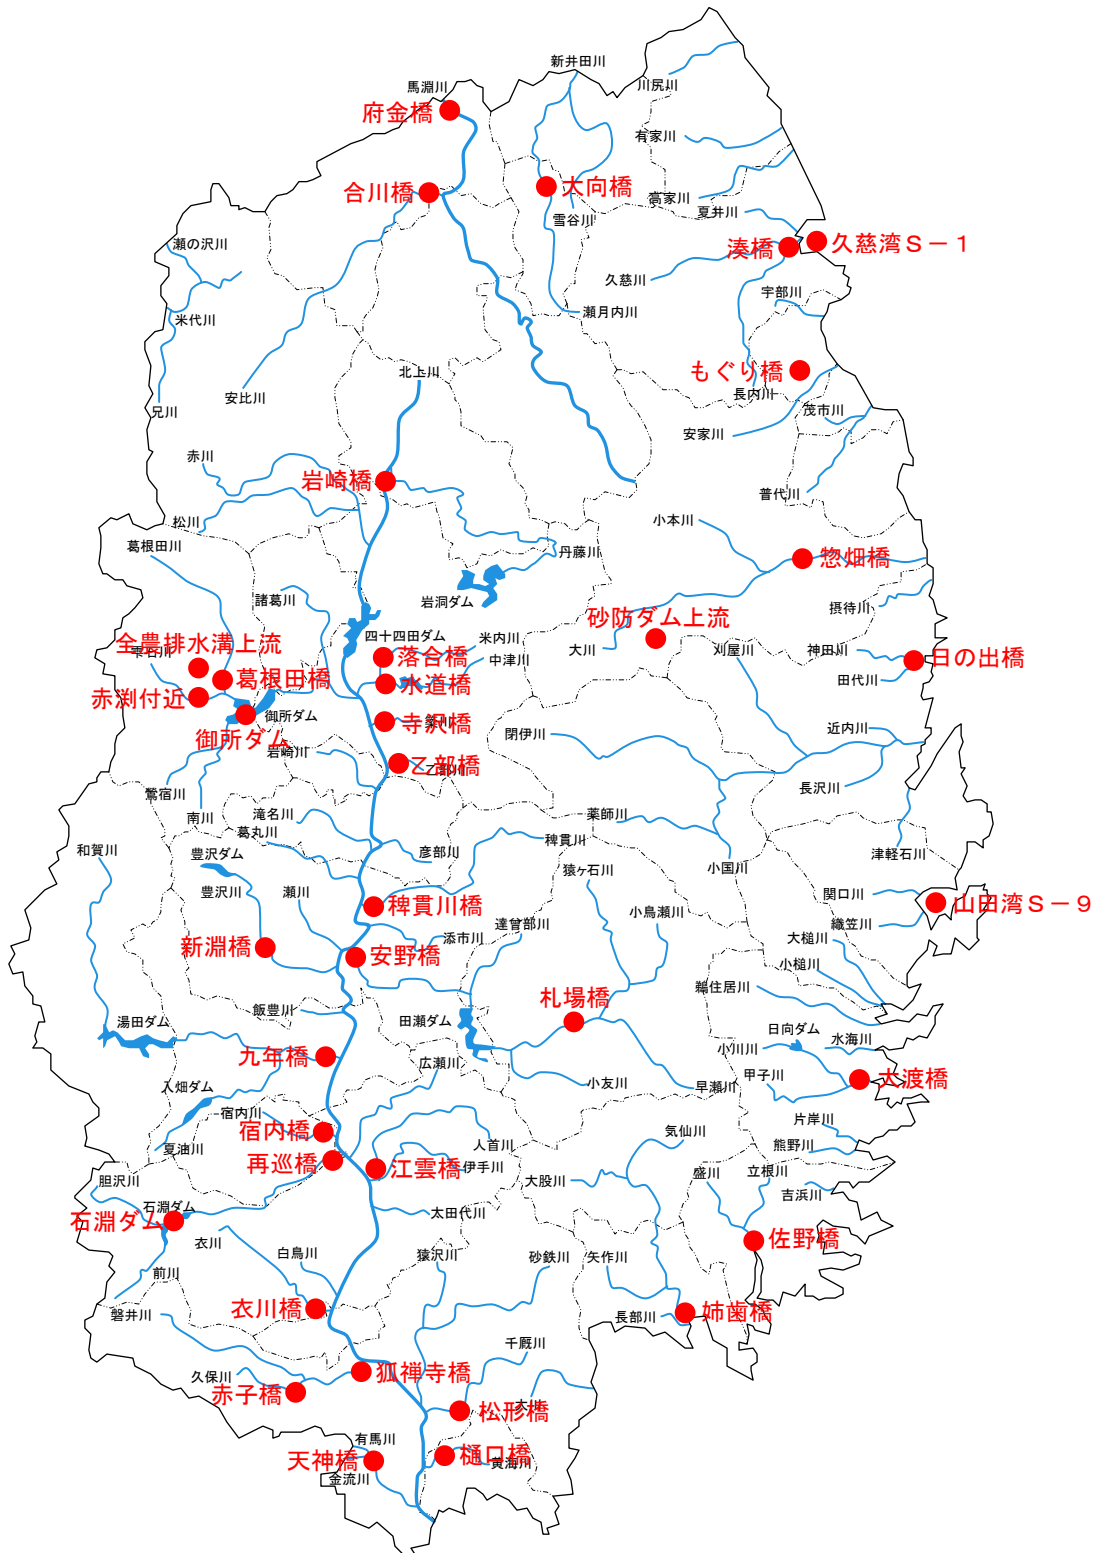 新井田川
馬淵川
川尻川
府金橋
有家川
合川橋
大向橋
高家川
夏井川
雪谷川
瀬の沢川
湊橋
久慈湾Ｓ－１
久慈川
宇部川
米代川
瀬月内川
北上川
もぐり橋
安比川
長内川
兄川
茂市川
安家川
赤川
岩崎橋
普代川
松川
小本川
葛根田川
丹藤川
惣畑橋
諸葛川
岩洞ダム
摂待川
砂防ダム上流
四十四田ダム
米内川
全農排水溝上流
雫石川
落合橋
中津川
大川
刈屋川
神田川
日の出橋
葛根田橋
水道橋
田代川
赤渕付近
御所ダム
寺沢橋
簗川
御所ダム
閉伊川
近内川
岩崎川
乙部橋
乙部川
鶯宿川
長沢川
南川
滝名川
薬師川
葛丸川
稗貫川
和賀川
豊沢ダム
彦部川
津軽石川
小国川
猿ヶ石川
豊沢川
瀬川
関口川
稗貫川橋
小烏瀬川
山田湾Ｓ－９
達曾部川
織笠川
新淵橋
添市川
大槌川
安野橋
小槌川
鵜住居川
札場橋
飯豊川
湯田ダム
田瀬ダム
日向ダム
水海川
九年橋
小川川
広瀬川
甲子川
大渡橋
入畑ダム
小友川
早瀬川
宿内川
片岸川
宿内橋
気仙川
夏油川
人首川
熊野川
再巡橋
江雲橋
伊手川
胆沢川
大股川
盛川
立根川
吉浜川
石淵ダム
石淵ダム
太田代川
衣川
佐野橋
白鳥川
猿沢川
砂鉄川
矢作川
前川
衣川橋
磐井川
長部川
姉歯橋
千厩川
久保川
狐禅寺橋
赤子橋
大川
松形橋
有馬川
天神橋
樋口橋
黄海川
金流川